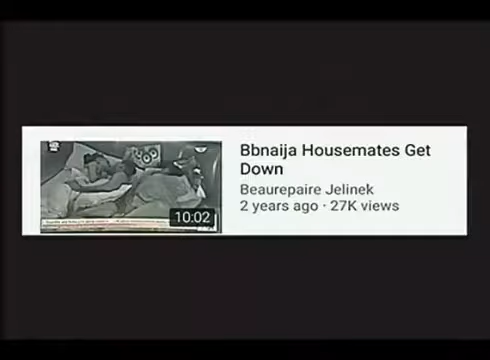 Bbnaija Housemates Get
Down
Beaurepaire Jelinek
2 years ago · 27K views
10:02